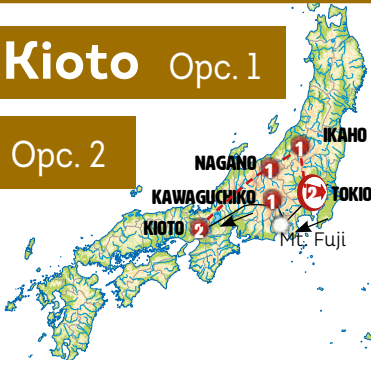 Kioto Opc. 1
Opc. 2
IKAHO
1
NAGANO
1
KAWAGUCHIKO
1
2
TOKIO
KIOTO
2
Mt. Fuji